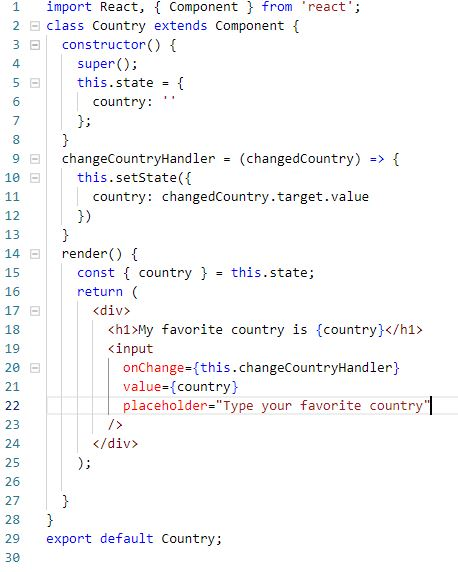 1 import React, { Component } from 'react';
2 class Country extends Component {
3   constructor() {
4     super();
5     this.state = {
6       country: ''
7     };
8   }
9   changeCountryHandler = (changedCountry) => {
10     this.setState({
11       country: changedCountry.target.value
12     })
13   }
14   render() {
15     const { country } = this.state;
16     return (
17       <div>
18         <h1>My favorite country is {country}</h1>
19         <input
20           onChange={this.changeCountryHandler}
21           value={country}
22           placeholder="Type your favorite country"
23         />
24       </div>
25     );
26
27   }
28 }
29 export default Country;
30